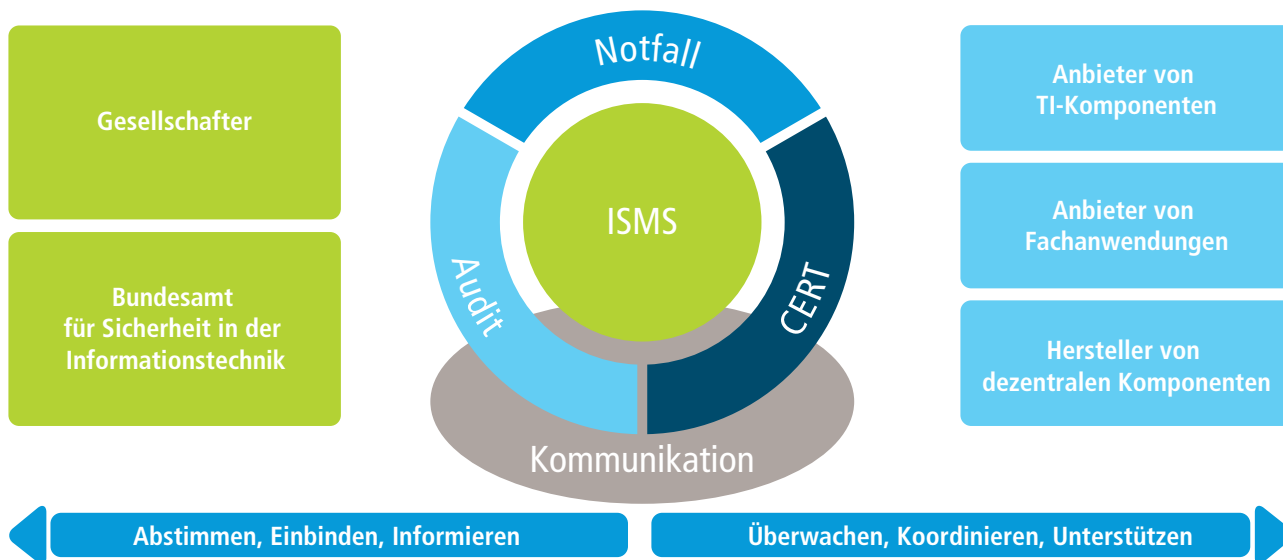 Gesellschafter
Bundesamt
für Sicherheit in der
Informationstechnik
Notfall
ISMS
Audit
CERT
Kommunikation
Anbieter von
TI-Komponenten
Anbieter von
Fachanwendungen
Hersteller von
dezentralen Komponenten
Abstimmen, Einbinden, Informieren
Überwachen, Koordinieren, Unterstützen